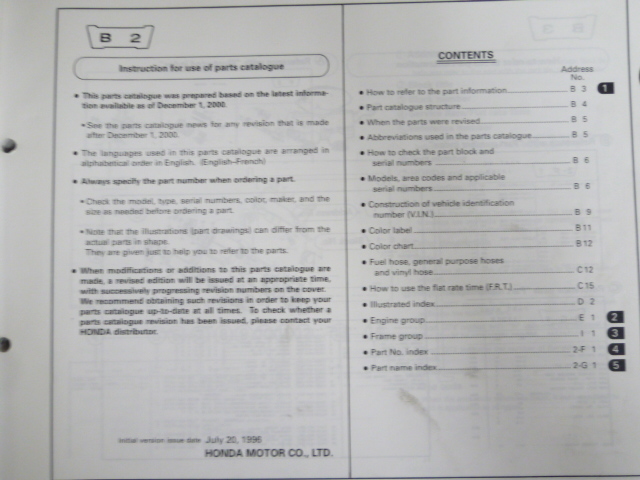 B 2
Instruction for use of parts catalogue
• This parts catalogue was prepared based on the latest informa-
tion available as of December 1, 2000.
• See the parts catalogue news for any revision that is made
after December 1, 2000.
• The languages used in this parts catalogue are arranged in
alphabetical order in English. (English–French)
• Always specify the part number when ordering a part.
• Check the model, type, serial numbers, color, maker, and the
size as needed before ordering a part.
• Note that the illustrations (part drawings) can differ from the
actual parts in shape.
They are given just to help you to refer to the parts.
• When modifications or additions to this parts catalogue are
made, a revised edition will be issued at an appropriate time,
with successively progressing revision numbers on the cover.
We recommend obtaining such revisions in order to keep your
parts catalogue up-to-date at all times. To check whether a
parts catalogue revision has been issued, please contact your
HONDA distributor.
Initial version issue date July 20, 1996
HONDA MOTOR CO., LTD.
CONTENTS
Address
No.
• How to refer to the part information B 3 1
• Part catalogue structure B 4
• When the parts were revised B 5
• Abbreviations used in the parts catalogue B 5
• How to check the part block and
serial numbers B 6
• Models, area codes and applicable
serial numbers B 6
• Construction of vehicle identification
number (V.I.N.) B 9
• Color label B11
• Color chart B12
• Fuel hose, general purpose hoses
and vinyl hose C12
• How to use the flat rate time (F.R.T.) C15
• Illustrated index D 2
• Engine group E 1 2
• Frame group I 1 3
• Part No. index 2-F 1 4
• Part name index 2-G 1 5